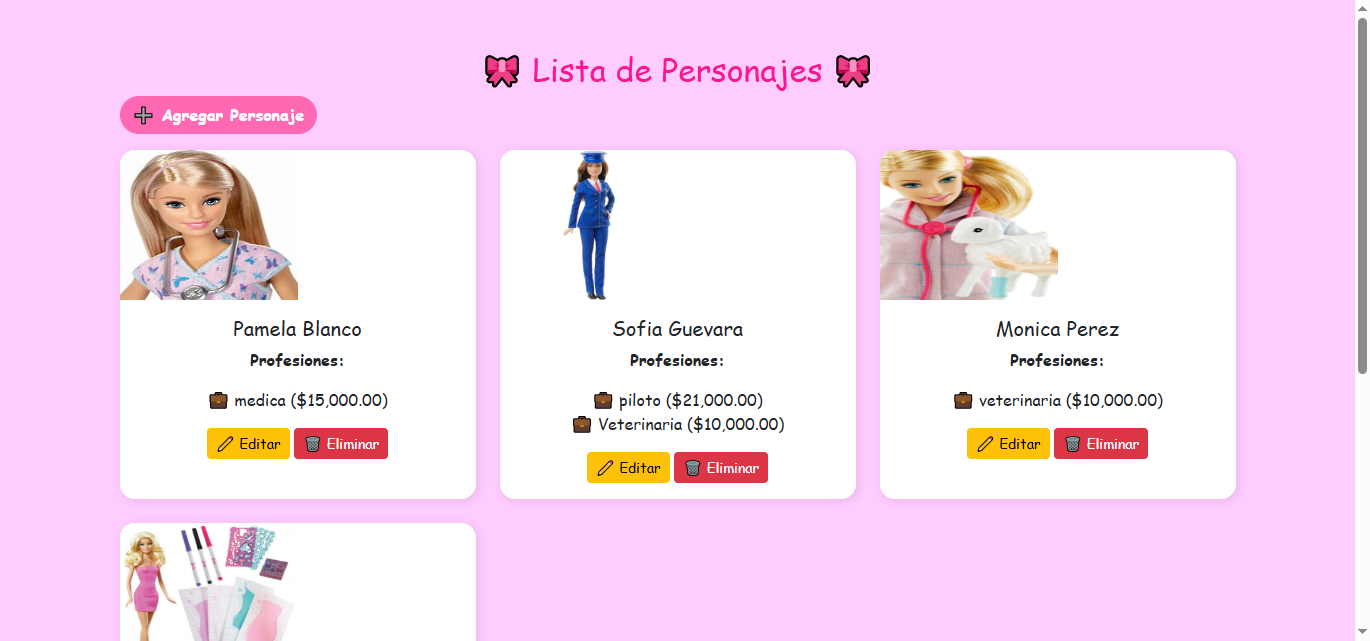 🎀 Lista de Personajes 🎀
➕ Agregar Personaje
Pamela Blanco
Profesiones:
💼 medica ($15,000.00)
✏️ Editar 🗑️ Eliminar
Sofia Guevara
Profesiones:
💼 piloto ($21,000.00)
💼 Veterinaria ($10,000.00)
✏️ Editar 🗑️ Eliminar
Monica Perez
Profesiones:
💼 veterinaria ($10,000.00)
✏️ Editar 🗑️ Eliminar